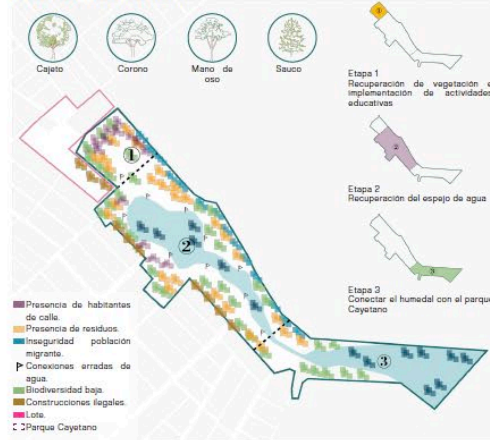 Cajeto
Corono
Mano de
oso
Sauco
Etapa 1
Recuperación de vegetación e
implementación de actividades
educativas
Etapa 2
Recuperación del espejo de agua
Etapa 3
Conectar el humedal con el parque
Cayetano
1
2
3
Presencia de habitantes
de calle.
Presencia de residuos.
Inseguridad población
migrante.
Conexiones erradas de
agua.
Biodiversidad baja.
Construcciones ilegales.
Lote.
Parque Cayetano